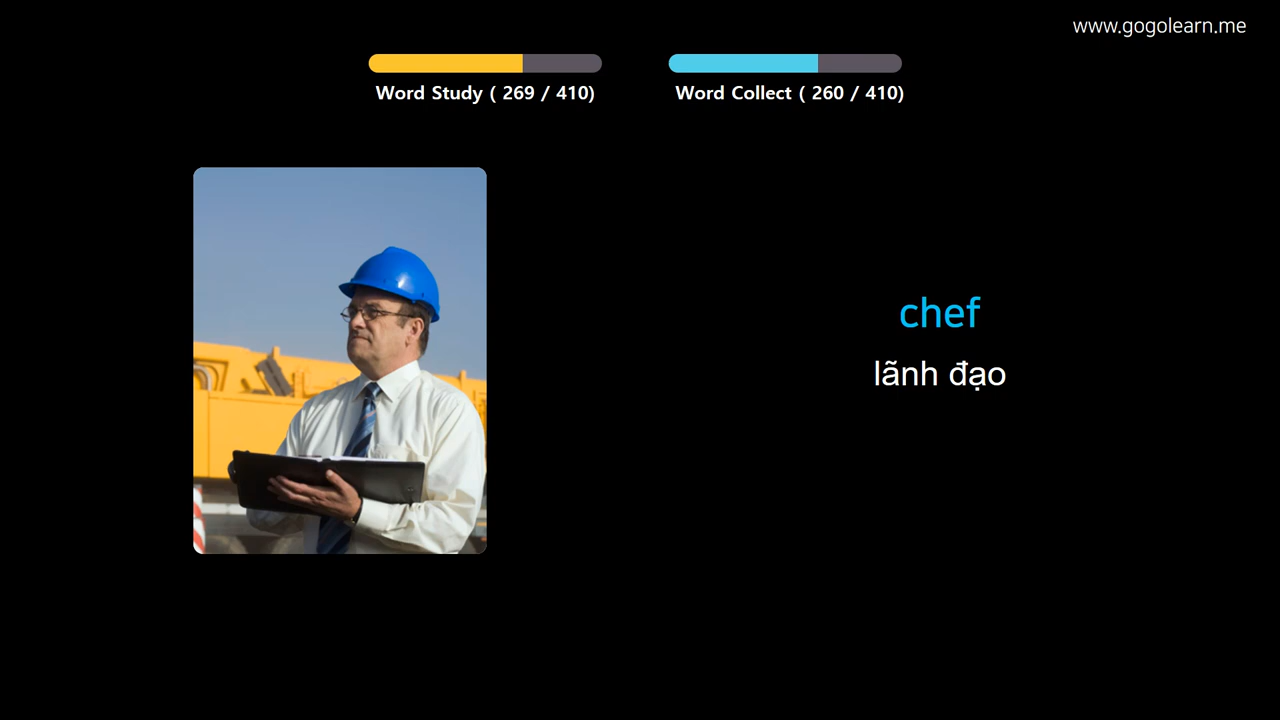 www.gogolearn.me
Word Study ( 269 / 410)
Word Collect ( 260 / 410)
chef
lãnh đạo